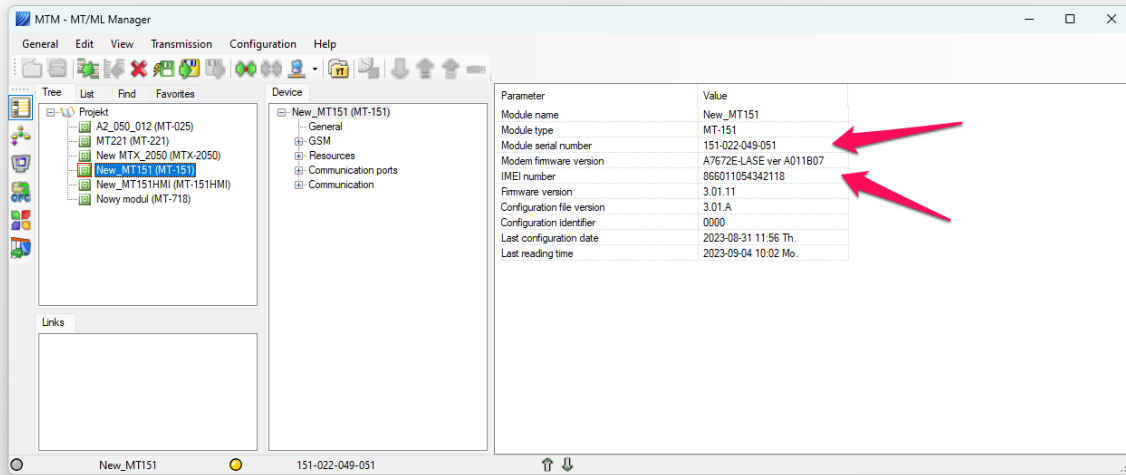 MTM - MT/ML Manager
General Edit View Transmission Configuration Help
Tree List Find Favorites
Projekt
A2_050_012 (MT-025)
MT221 (MT-221)
New MTX_2050 (MTX-2050)
New_MT151 (MT-151)
New_MT151HMI (MT-151HMI)
Nowy modul (MT-718)
Links
Device
New_MT151 (MT-151)
General
GSM
Resources
Communication ports
Communication
Parameter Value
Module name New_MT151
Module type MT-151
Module serial number 151-022-049-051
Modem firmware version A7672E-LASE ver A011B07
IMEI number 866011054342118
Firmware version 3.01.11
Configuration file version 3.01.A
Configuration identifier 0000
Last configuration date 2023-08-31 11:56 Th.
Last reading time 2023-09-04 10:02 Mo.
New_MT151 151-022-049-051